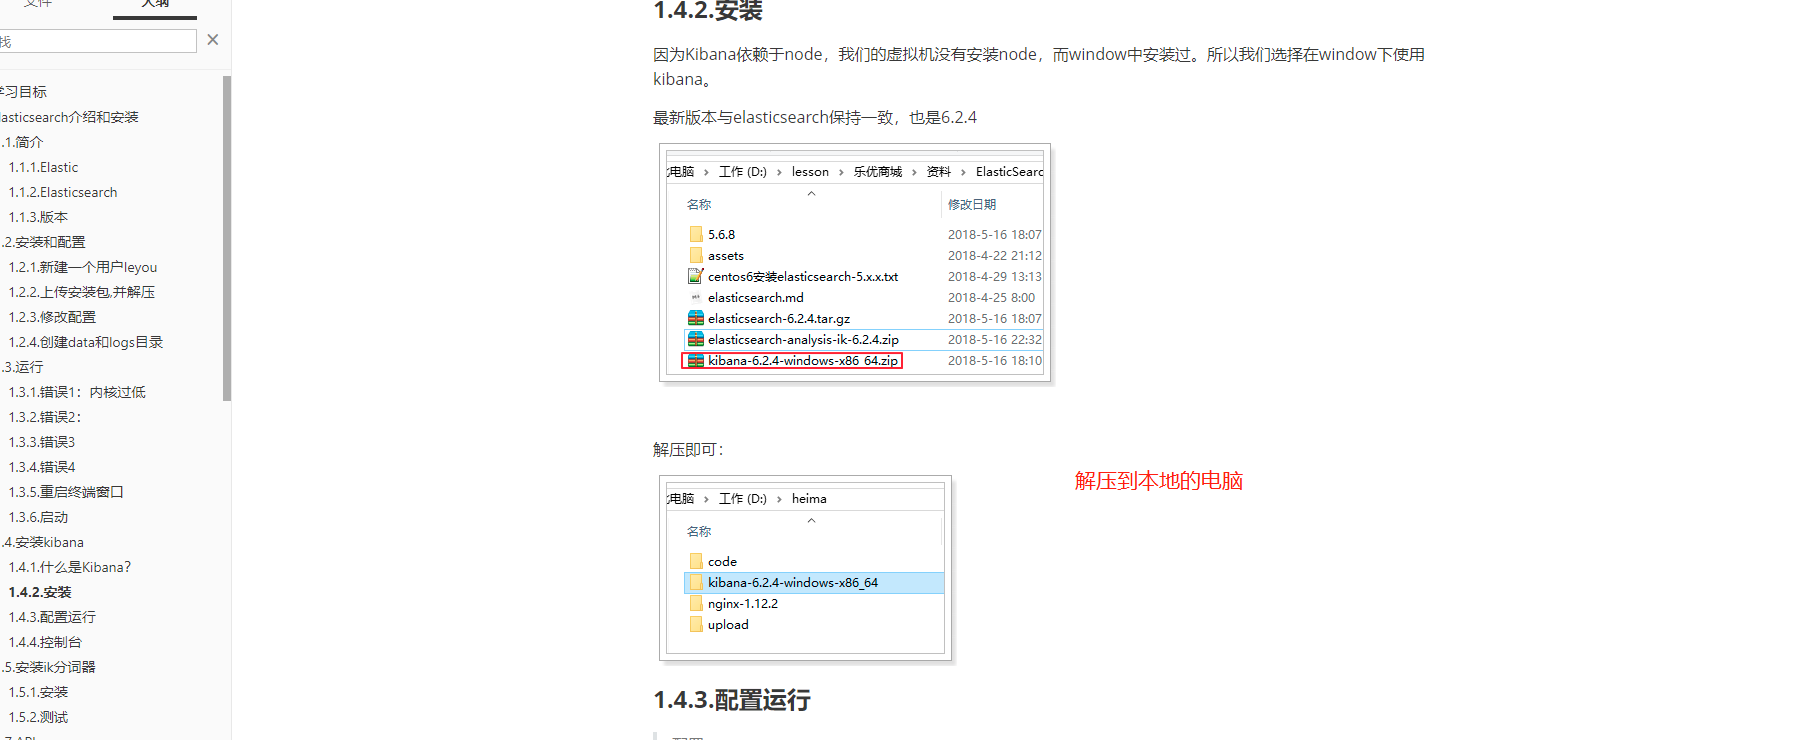 文件
大纲
找
学习目标
lasticsearch介绍和安装
.1.简介
1.1.1.Elastic
1.1.2.Elasticsearch
1.1.3.版本
.2.安装和配置
1.2.1.新建一个用户leyou
1.2.2.上传安装包,并解压
1.2.3.修改配置
1.2.4.创建data和logs目录
.3.运行
1.3.1.错误1：内核过低
1.3.2.错误2：
1.3.3.错误3
1.3.4.错误4
1.3.5.重启终端窗口
1.3.6.启动
.4.安装kibana
1.4.1.什么是Kibana？
1.4.2.安装
1.4.3.配置运行
1.4.4.控制台
.5.安装ik分词器
1.5.1.安装
1.5.2.测试
1.4.2.安装
因为Kibana依赖于node，我们的虚拟机没有安装node，而window中安装过。所以我们选择在window下使用
kibana。
最新版本与elasticsearch保持一致，也是6.2.4
电脑 › 工作 (D:) › lesson › 乐优商城 › 资料 › ElasticSearc
名称 修改日期
5.6.8 2018-5-16 18:07
assets 2018-4-22 21:12
centos6安装elasticsearch-5.x.x.txt 2018-4-29 13:13
elasticsearch.md 2018-4-25 8:00
elasticsearch-6.2.4.tar.gz 2018-5-16 18:07
elasticsearch-analysis-ik-6.2.4.zip 2018-5-16 22:32
kibana-6.2.4-windows-x86_64.zip 2018-5-16 18:10
解压即可：
解压到本地的电脑
电脑 › 工作 (D:) › heima
名称
code
kibana-6.2.4-windows-x86_64
nginx-1.12.2
upload
1.4.3.配置运行